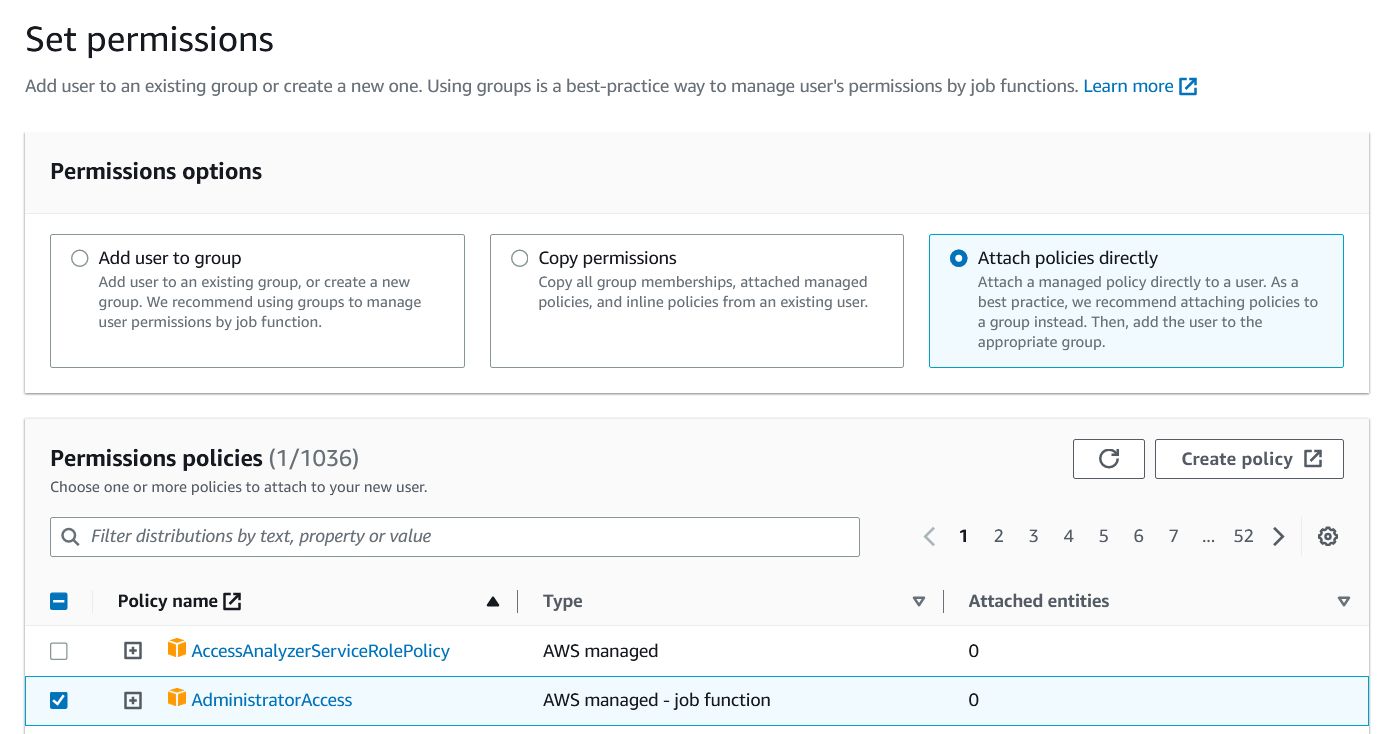 Set permissions
Add user to an existing group or create a new one. Using groups is a best-practice way to manage user's permissions by job functions. Learn more
Permissions options
Add user to group
Add user to an existing group, or create a new
group. We recommend using groups to manage
user permissions by job function.
Copy permissions
Copy all group memberships, attached managed
policies, and inline policies from an existing user.
Attach policies directly
Attach a managed policy directly to a user. As a
best practice, we recommend attaching policies to
a group instead. Then, add the user to the
appropriate group.
Permissions policies (1/1036)
Choose one or more policies to attach to your new user.
Create policy
Filter distributions by text, property or value
1 2 3 4 5 6 7 ... 52
Policy name Type Attached entities
AccessAnalyzerServiceRolePolicy AWS managed 0
AdministratorAccess AWS managed - job function 0